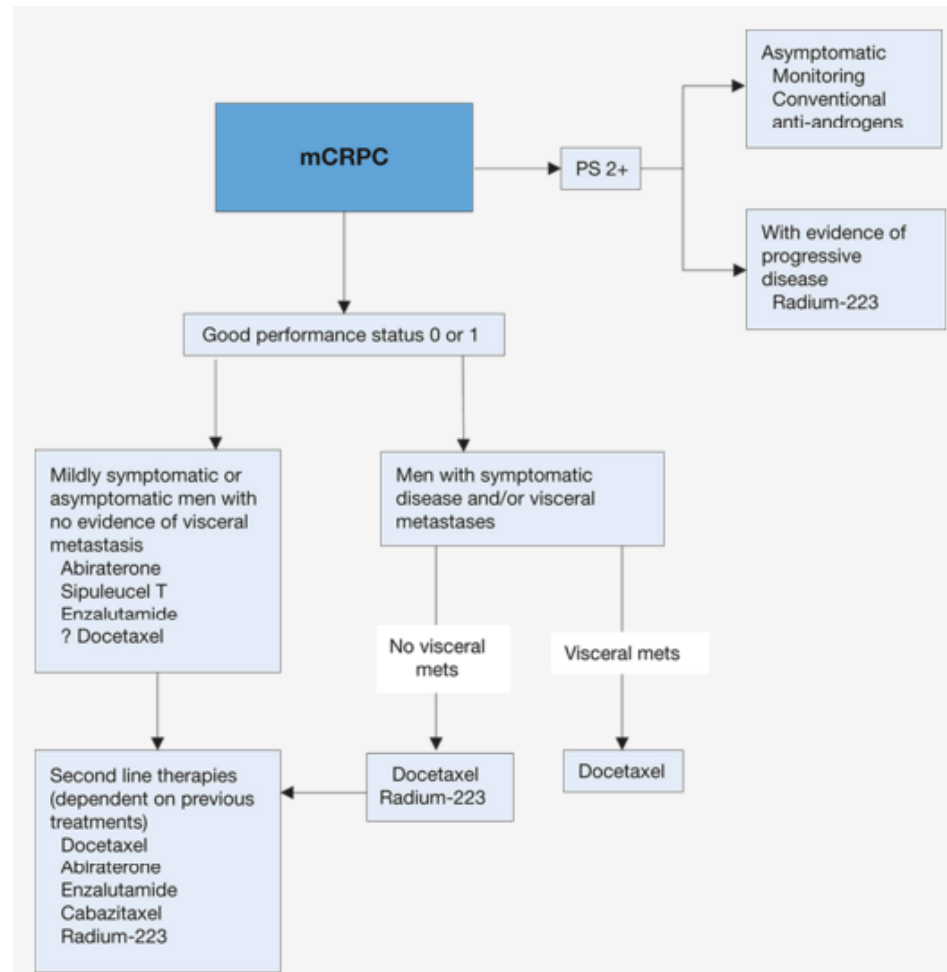 mCRPC
PS 2+
Asymptomatic
Monitoring
Conventional
anti-androgens
With evidence of
progressive
disease
Radium-223
Good performance status 0 or 1
Mildly symptomatic or
asymptomatic men with
no evidence of visceral
metastasis
Abiraterone
Sipuleucel T
Enzalutamide
? Docetaxel
Men with symptomatic
disease and/or visceral
metastases
No visceral
mets
Visceral mets
Docetaxel
Radium-223
Docetaxel
Second line therapies
(dependent on previous
treatments)
Docetaxel
Abiraterone
Enzalutamide
Cabazitaxel
Radium-223